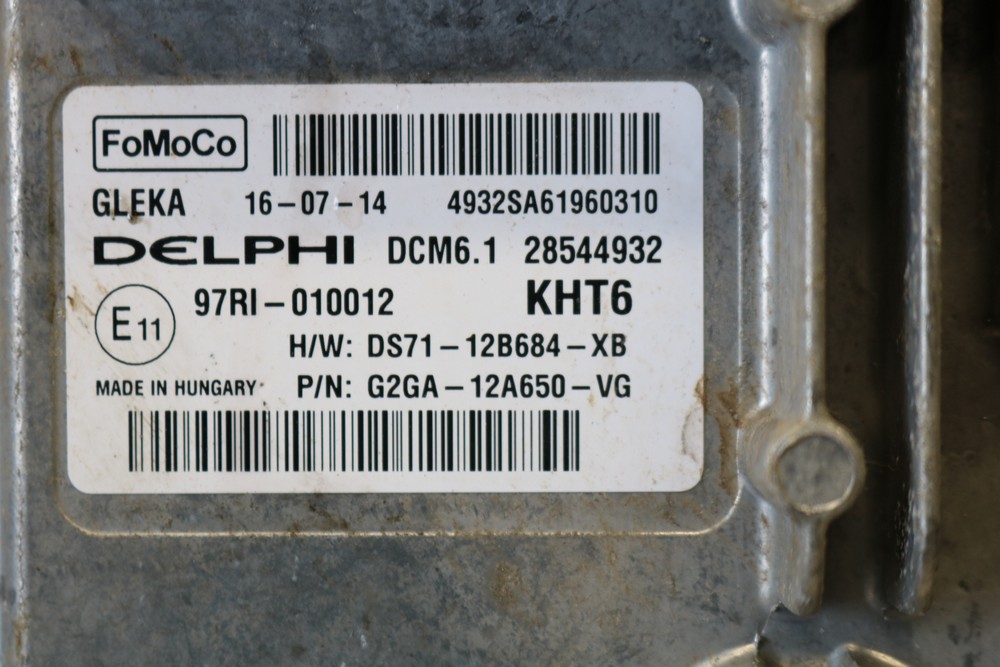 FoMoCo
GLEKA 16-07-14 4932SA61960310
DELPHI DCM6.1 28544932
E11 97RI-010012 KHT6
H/W: DS71-12B684-XB
MADE IN HUNGARY P/N: G2GA-12A650-VG